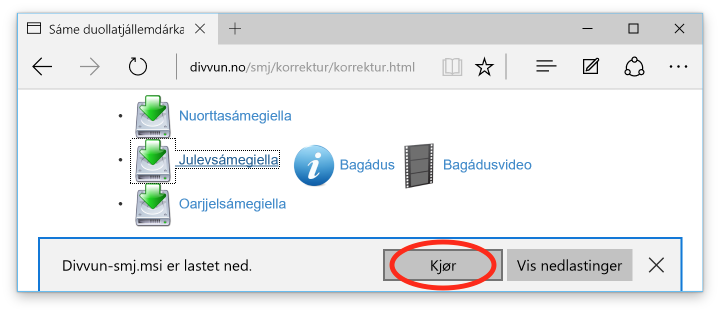 Sáme duollatjállemdárka
divvun.no/smj/korrektur/korrektur.html
Nuorttasámegiella
Julevsámegiella Bagádus Bagádusvideo
Oarjjelsámegiella
Divvun-smj.msi er lastet ned. Kjør Vis nedlastinger